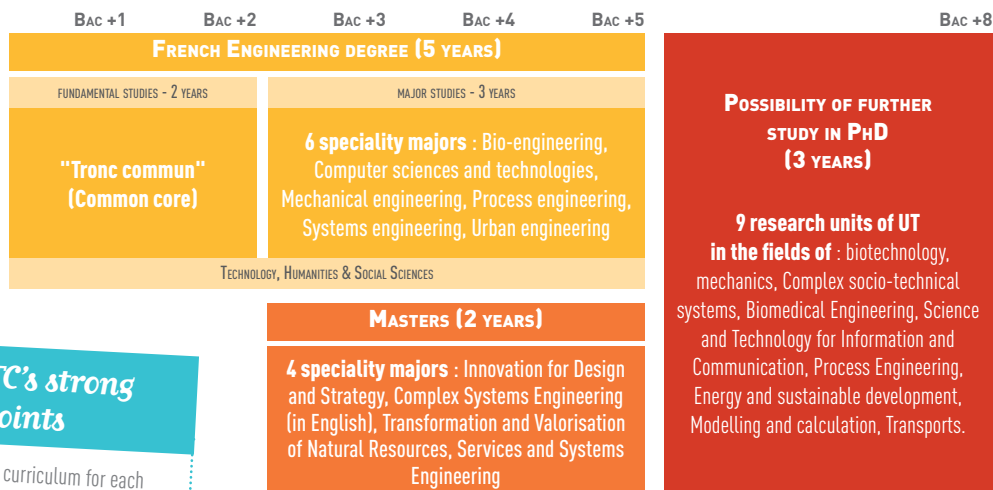 Bac +1 Bac +2 Bac +3 Bac +4 Bac +5 Bac +8
French Engineering degree (5 years)
fundamental studies - 2 years
"Tronc commun"
(Common core)
major studies - 3 years
6 speciality majors : Bio-engineering,
Computer sciences and technologies,
Mechanical engineering, Process engineering,
Systems engineering, Urban engineering
Technology, Humanities & Social Sciences
Masters (2 years)
4 speciality majors : Innovation for Design
and Strategy, Complex Systems Engineering
(in English), Transformation and Valorisation
of Natural Resources, Services and Systems
Engineering
Possibility of further
study in PhD
(3 years)
9 research units of UT
in the fields of : biotechnology,
mechanics, Complex socio-technical
systems, Biomedical Engineering, Science
and Technology for Information and
Communication, Process Engineering,
Energy and sustainable development,
Modelling and calculation, Transports.
strong
curriculum for each